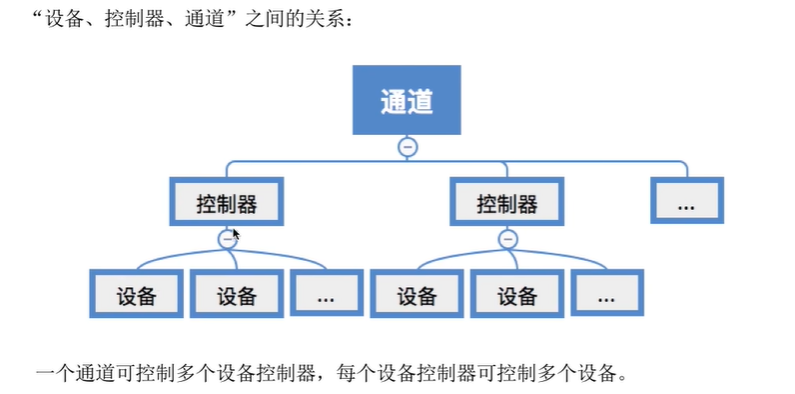 “设备、控制器、通道”之间的关系：
通道
控制器 控制器 ...
设备 设备 ... 设备 设备 ...
一个通道可控制多个设备控制器，每个设备控制器可控制多个设备。